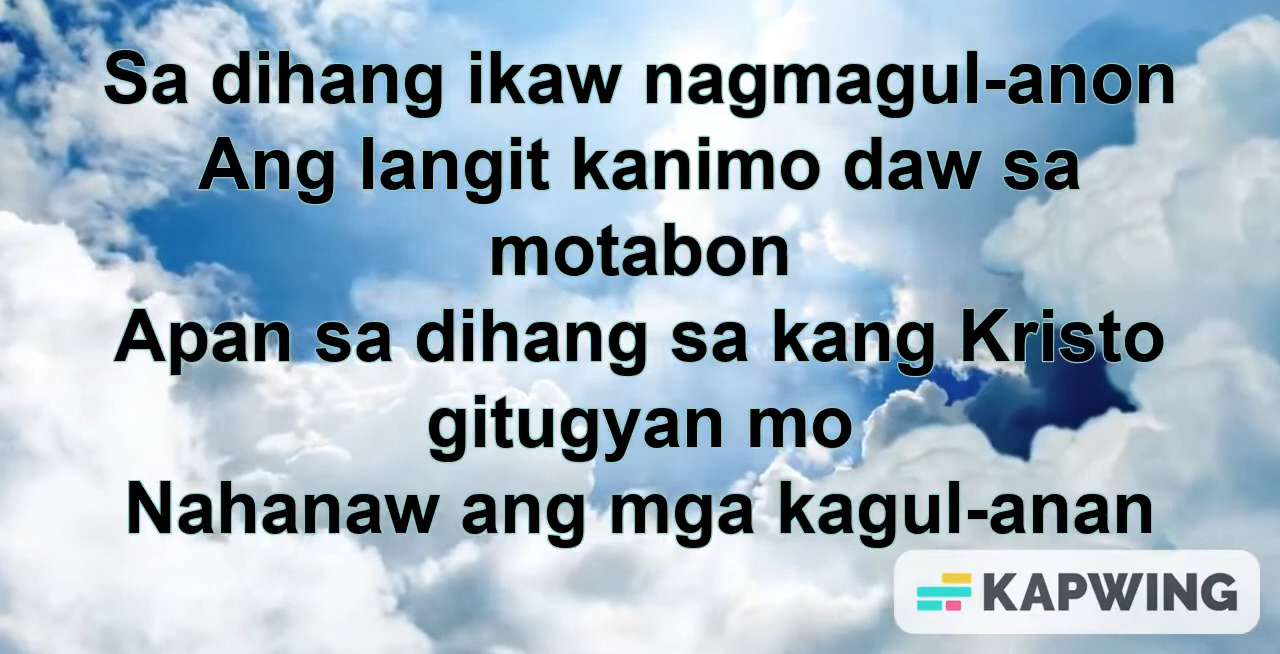 Sa dihang ikaw nagmagul-anon
Ang langit kanimo daw sa
motabon
Apan sa dihang sa kang Kristo
gitugyan mo
Nahanaw ang mga kagul-anan
KAPWING